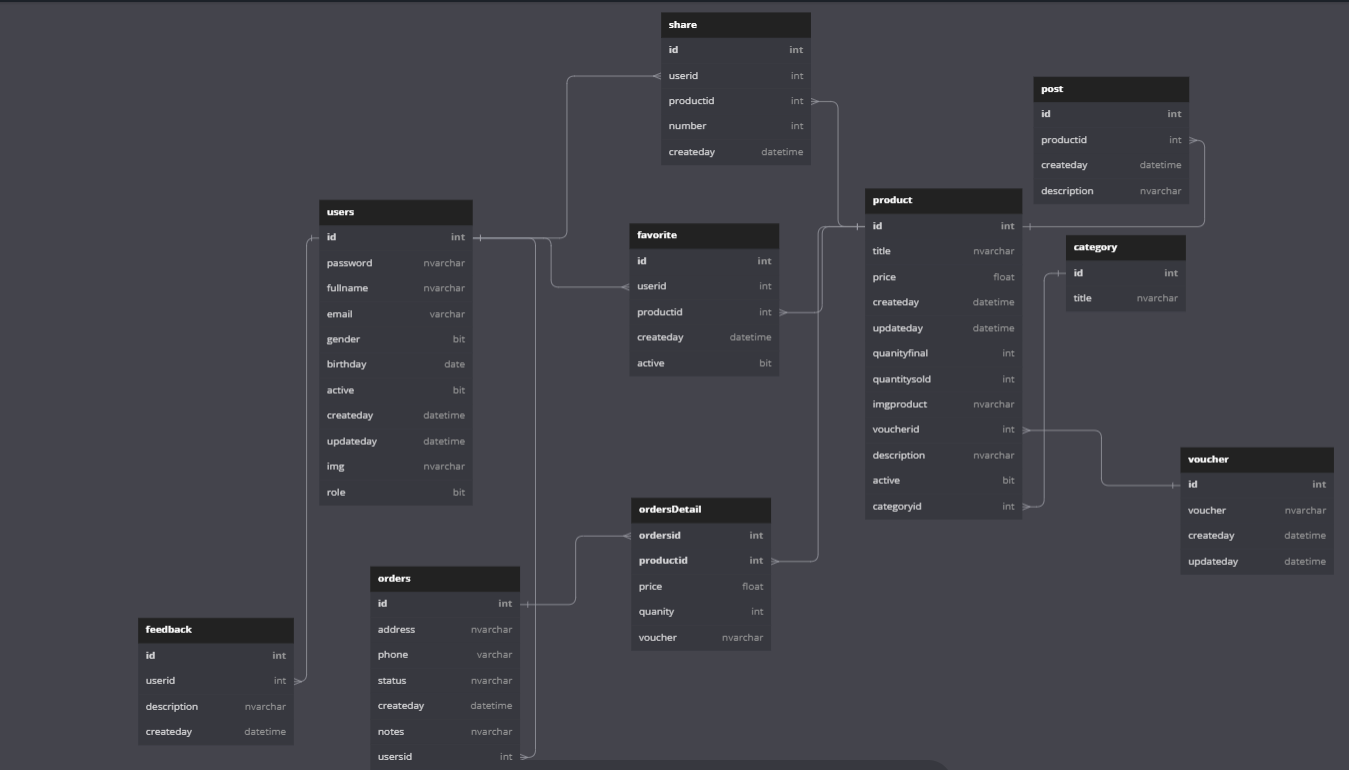 share
id int
userid int
productid int
number int
createday datetime
post
id int
productid int
createday datetime
description nvarchar
users
id int
password nvarchar
fullname nvarchar
email varchar
gender bit
birthday date
active bit
createday datetime
updateday datetime
img nvarchar
role bit
favorite
id int
userid int
productid int
createday datetime
active bit
product
id int
title nvarchar
price float
createday datetime
updateday datetime
quanityfinal int
quantitysold int
imgproduct nvarchar
voucherid int
description nvarchar
active bit
categoryid int
category
id int
title nvarchar
voucher
id int
voucher nvarchar
createday datetime
updateday datetime
ordersDetail
ordersid int
productid int
price float
quanity int
voucher nvarchar
orders
id int
address nvarchar
phone varchar
status nvarchar
createday datetime
notes nvarchar
usersid int
feedback
id int
userid int
description nvarchar
createday datetime